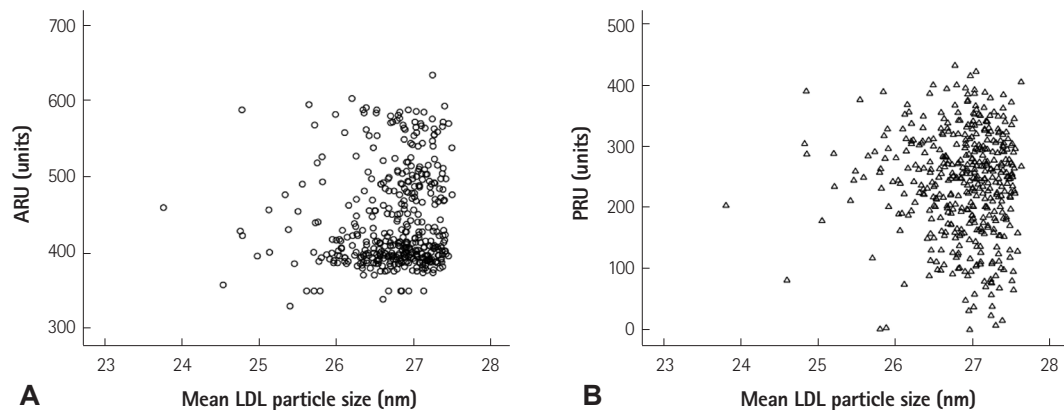 700
600
500
400
300
ARU (units)
23 24 25 26 27 28
Mean LDL particle size (nm)
A
500
400
300
200
100
0
PRU (units)
23 24 25 26 27 28
Mean LDL particle size (nm)
B